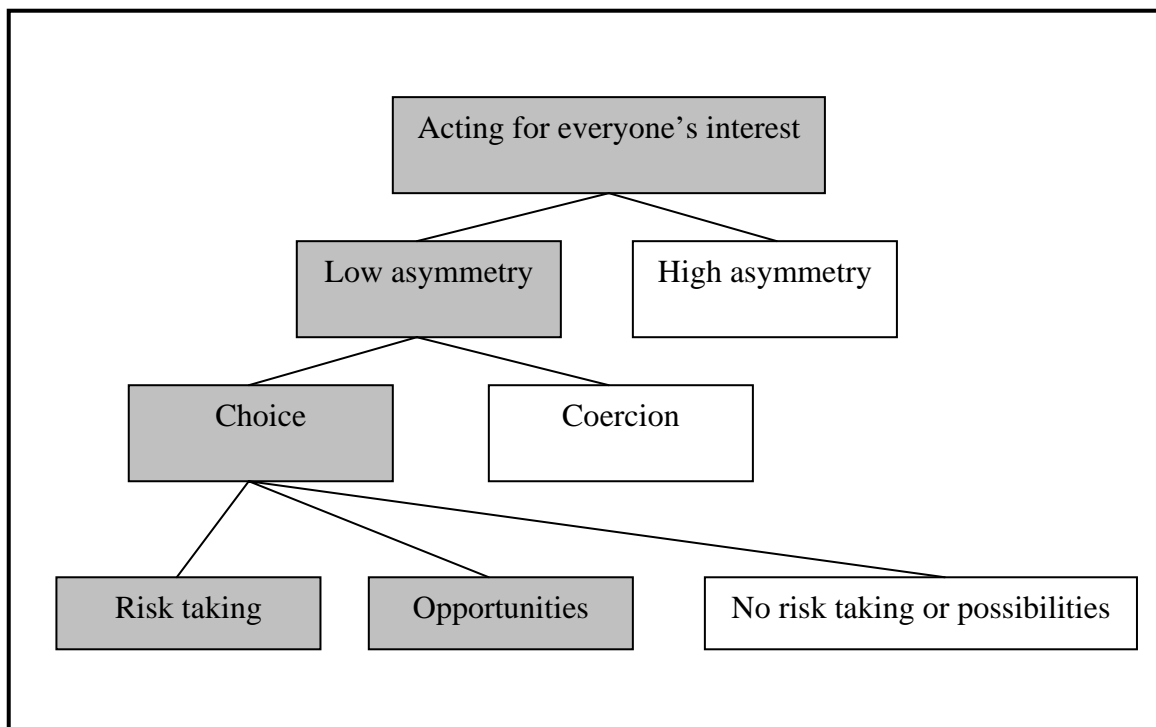 Acting for everyone’s interest
Low asymmetry
High asymmetry
Choice
Coercion
Risk taking
Opportunities
No risk taking or possibilities